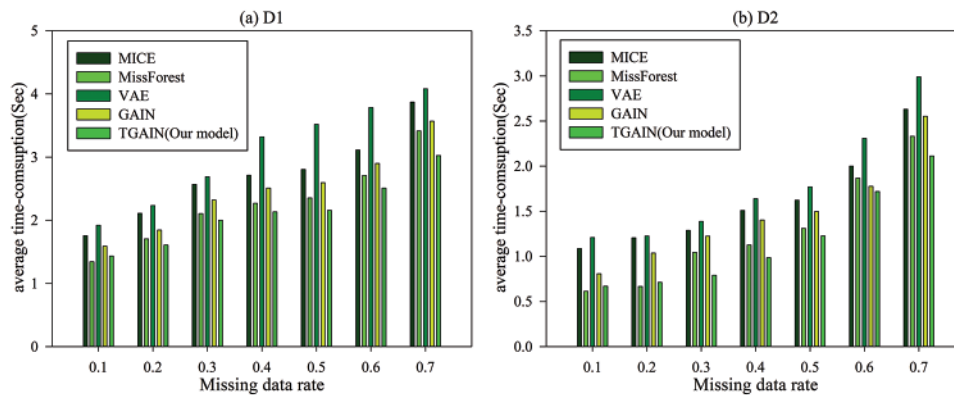 (a) D1
5
4
3
2
1
0
average time-comsuption(Sec)
MICE
MissForest
VAE
GAIN
TGAIN(Our model)
0.1 0.2 0.3 0.4 0.5 0.6 0.7
Missing data rate
(b) D2
3.5
3.0
2.5
2.0
1.5
1.0
0.5
0.0
average time-comsuption(Sec)
MICE
MissForest
VAE
GAIN
TGAIN(Our model)
0.1 0.2 0.3 0.4 0.5 0.6 0.7
Missing data rate